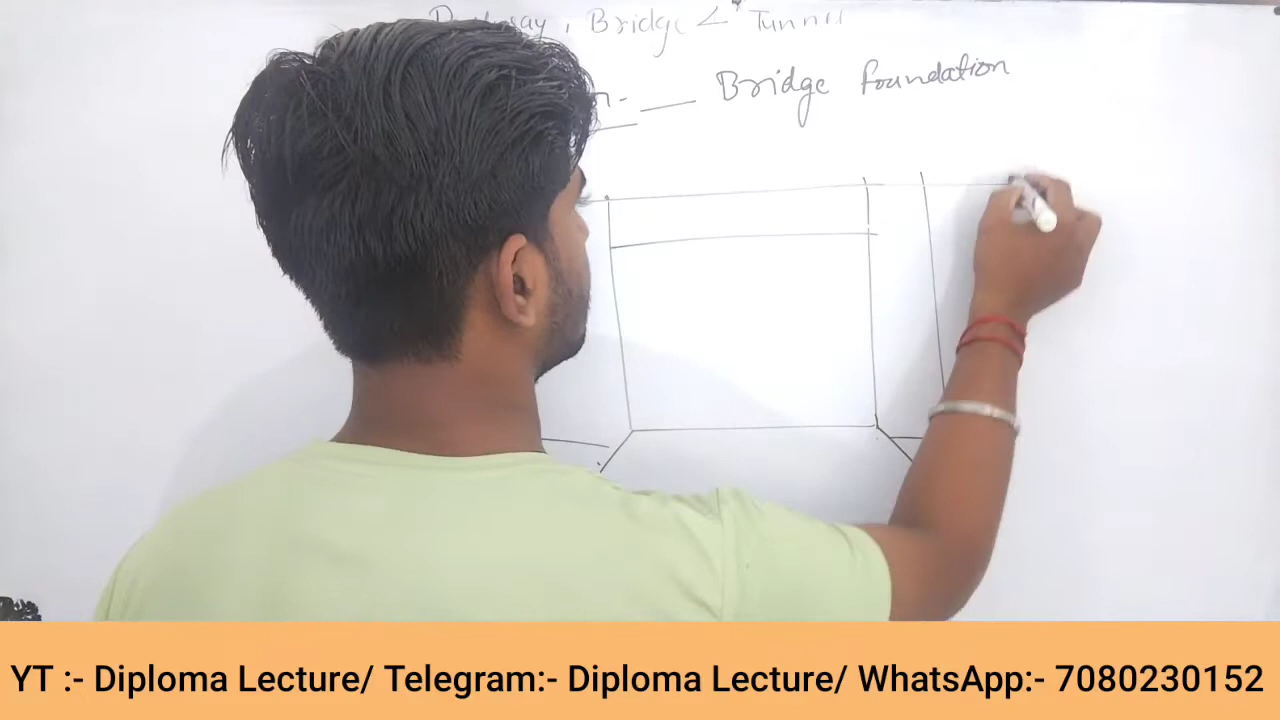 , Bridge & Tunnel
Bridge foundation
YT :- Diploma Lecture/ Telegram:- Diploma Lecture/ WhatsApp:- 7080230152